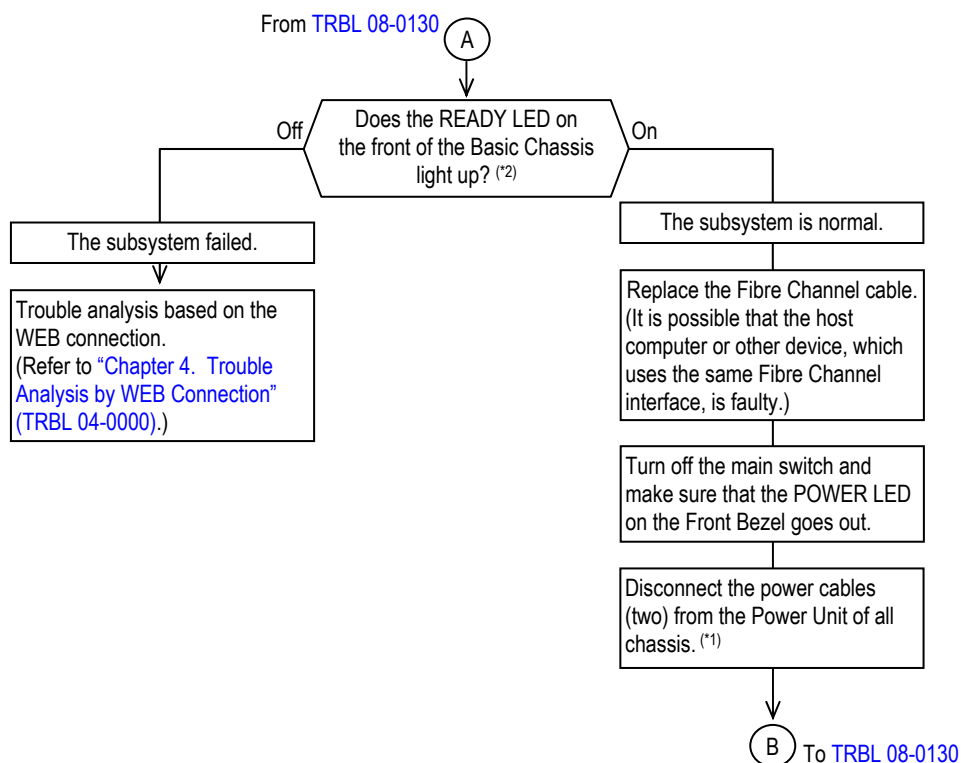 From TRBL 08-0130
A
Does the READY LED on
the front of the Basic Chassis
light up? (*2)
Off
On
The subsystem failed.
Trouble analysis based on the
WEB connection.
(Refer to “Chapter 4.  Trouble
Analysis by WEB Connection”
(TRBL 04-0000).)
The subsystem is normal.
Replace the Fibre Channel cable.
(It is possible that the host
computer or other device, which
uses the same Fibre Channel
interface, is faulty.)
Turn off the main switch and
make sure that the POWER LED
on the Front Bezel goes out.
Disconnect the power cables
(two) from the Power Unit of all
chassis. (*1)
B
To TRBL 08-0130